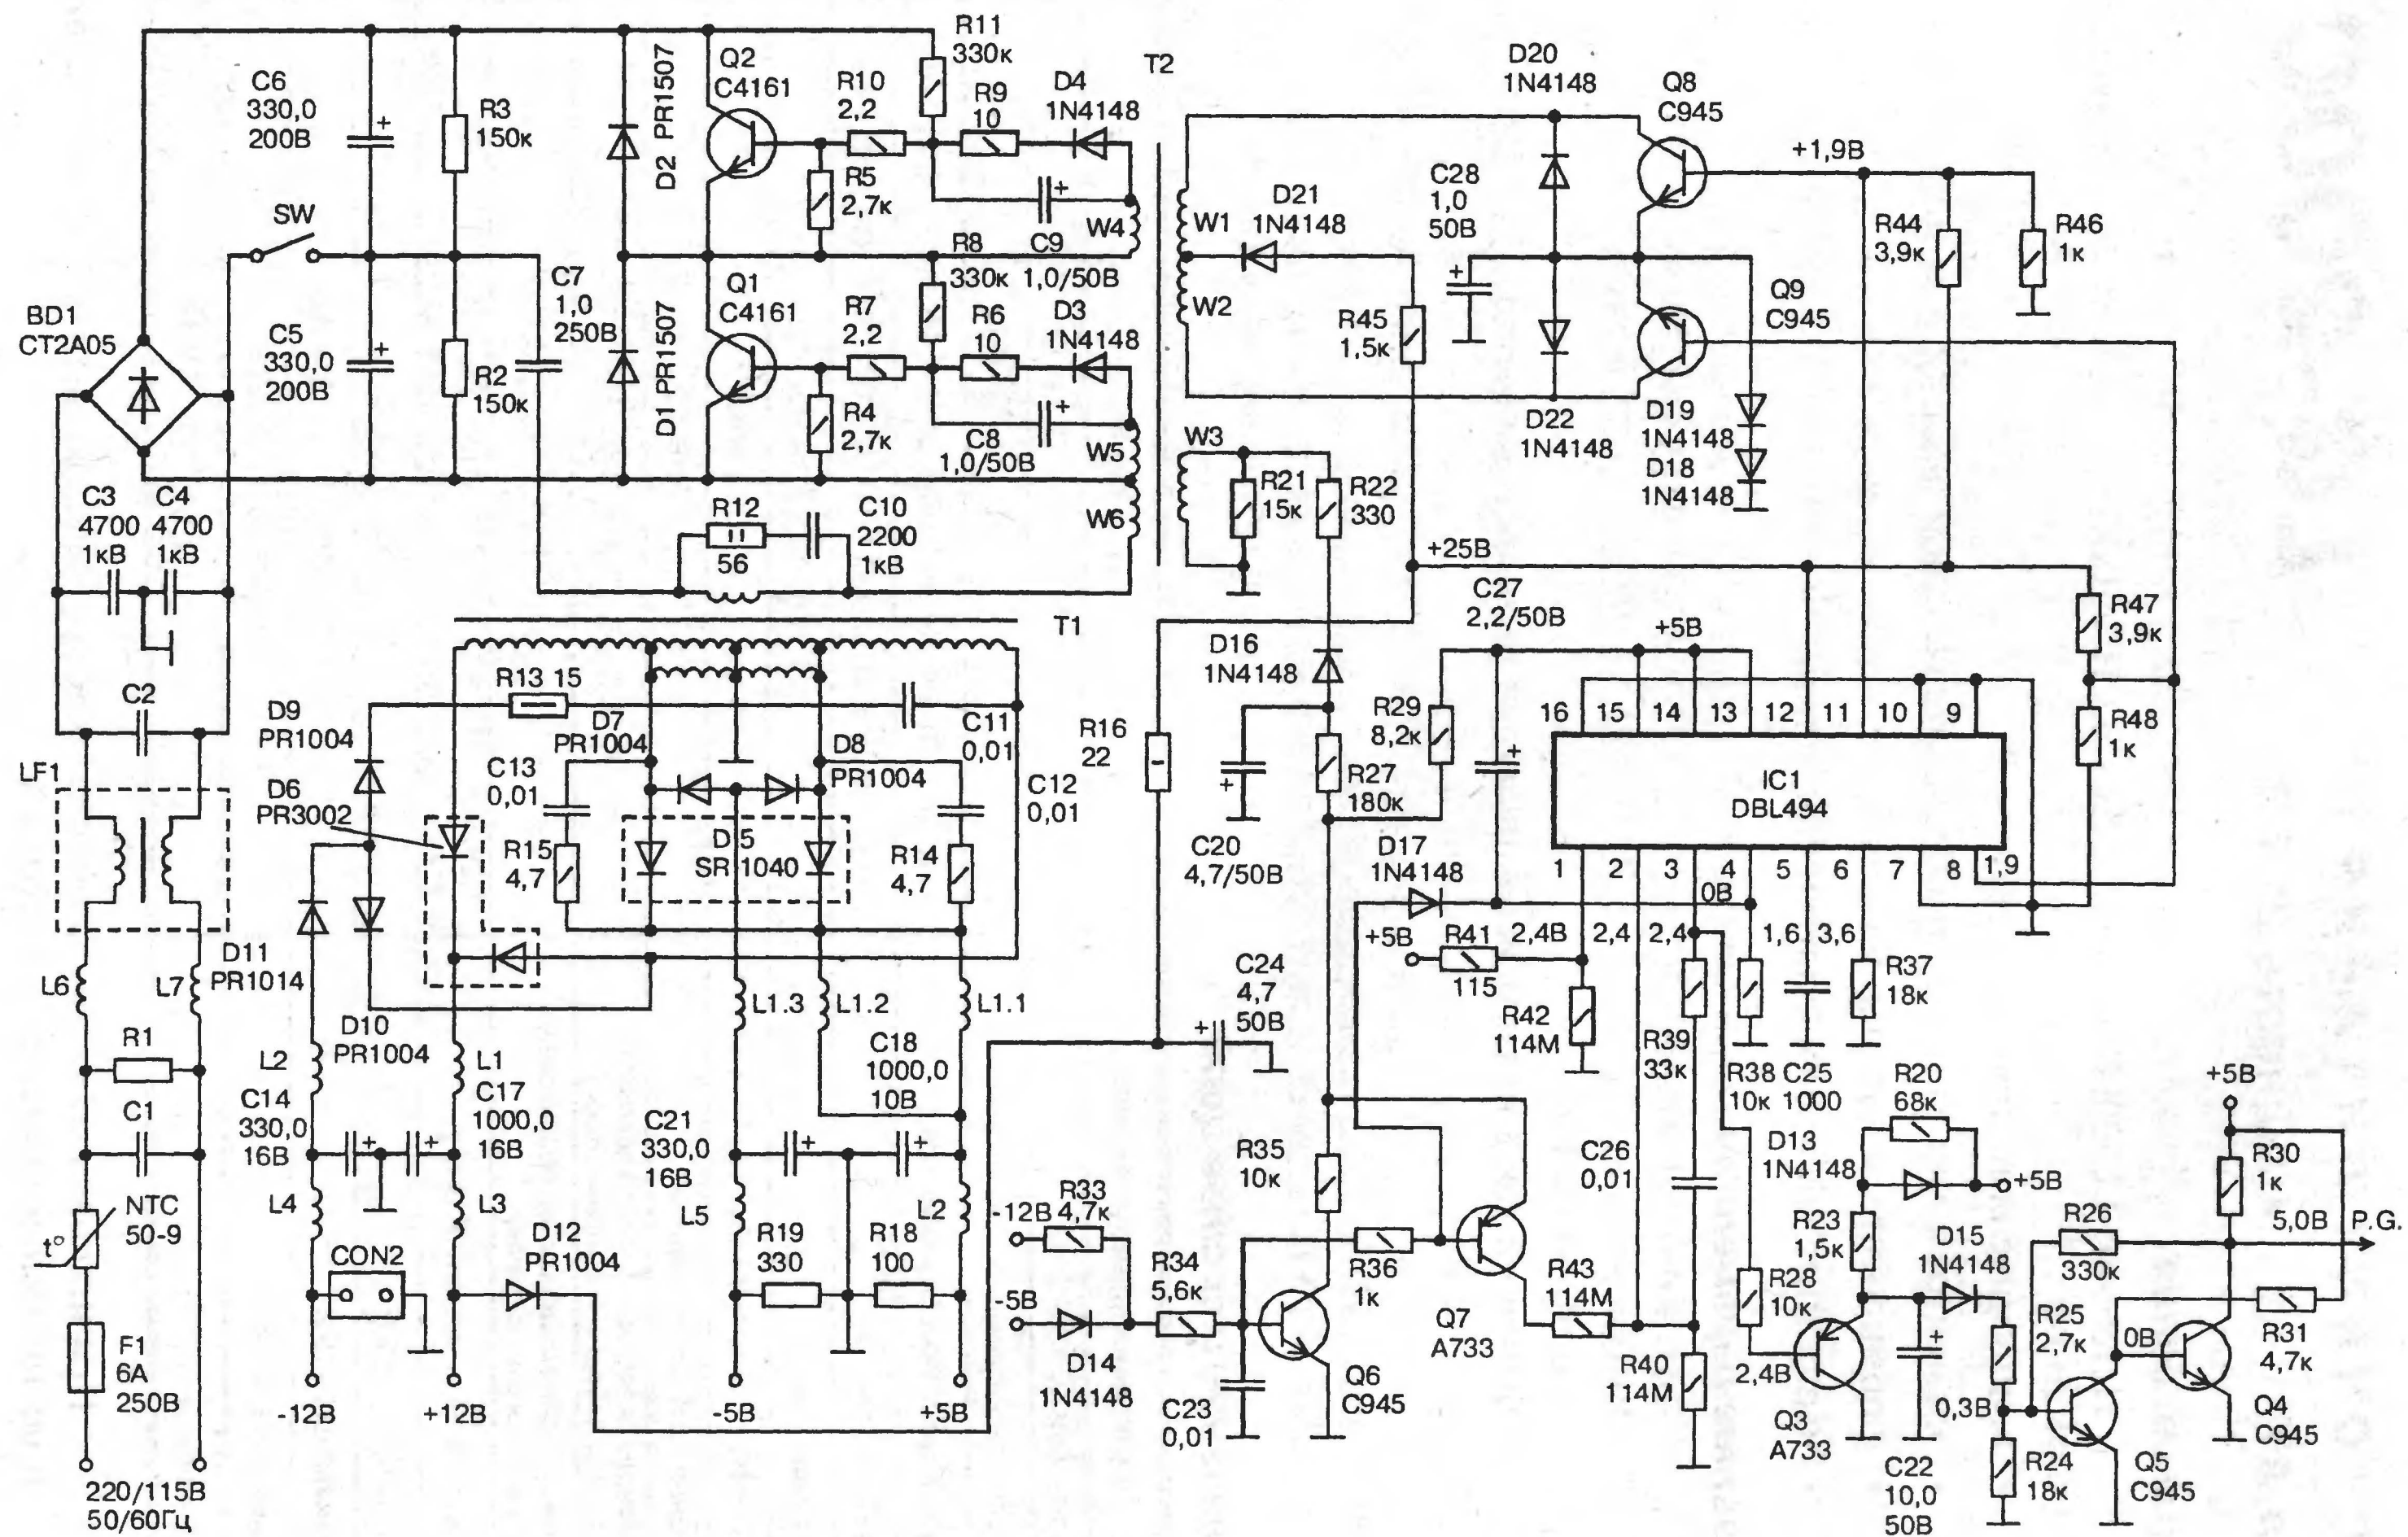 R11
330к
C6
330,0
200В
R3
150к
D2 PR1507
Q2
C4161
R10
2,2
R9
10
D4
1N4148
T2
R5
2,7к
W4
SW
R8
330к
C9
1,0/50В
C7
1,0
250В
BD1
CT2A05
C5
330,0
200В
R2
150к
D1 PR1507
Q1
C4161
R7
2,2
R6
10
D3
1N4148
R4
2,7к
C8
1,0/50В
W5
W6
C3
4700
1кВ
C4
4700
1кВ
R12
56
C10
2200
1кВ
D20
1N4148
Q8
C945
+1,9В
C28
1,0
50В
D21
1N4148
W1
W2
R44
3,9к
R46
1к
R45
1,5к
Q9
C945
D22
1N4148
D19
1N4148
D18
1N4148
W3
R21
15к
R22
330
+25В
C27
2,2/50В
+5В
R47
3,9к
R48
1к
T1
C2
R13 15
D9
PR1004
D7
PR1004
D8
PR1004
C11
0,01
R16
22
D16
1N4148
R29
8,2к
16
15
14
13
12
11
10
9
IC1
DBL494
LF1
D6
PR3002
C13
0,01
C12
0,01
R27
180к
C20
4,7/50В
R15
4,7
D5
SR1040
R14
4,7
D17
1N4148
1
2
3
4
5
6
7
8
1,9
0В
+5В
R41
115
2,4В
2,4
2,4
1,6
3,6
R37
18к
L6
L7
D11
PR1014
L1.3
L1.2
L1.1
C24
4,7
50В
R42
114М
R39
33к
R38
10к
C25
1000
R20
68к
+5В
R1
D10
PR1004
L2
L1
C17
1000,0
16В
C18
1000,0
10В
C1
C14
330,0
16В
C21
330,0
16В
R35
10к
C26
0,01
D13
1N4148
+5В
R30
1к
5,0В
P.G.
NTC
50-9
t°
L4
L3
L5
L2
R33
4,7к
-12В
R23
1,5к
D15
1N4148
R26
330к
CON2
D12
PR1004
R19
330
R18
100
R34
5,6к
-5В
R36
1к
R43
114М
R28
10к
R25
2,7к
0В
R31
4,7к
F1
6А
250В
D14
1N4148
Q6
C945
Q7
A733
R40
114М
2,4В
Q3
A733
0,3В
Q4
C945
-12В
+12В
-5В
+5В
C23
0,01
C22
10,0
50В
R24
18к
Q5
C945
220/115В
50/60Гц